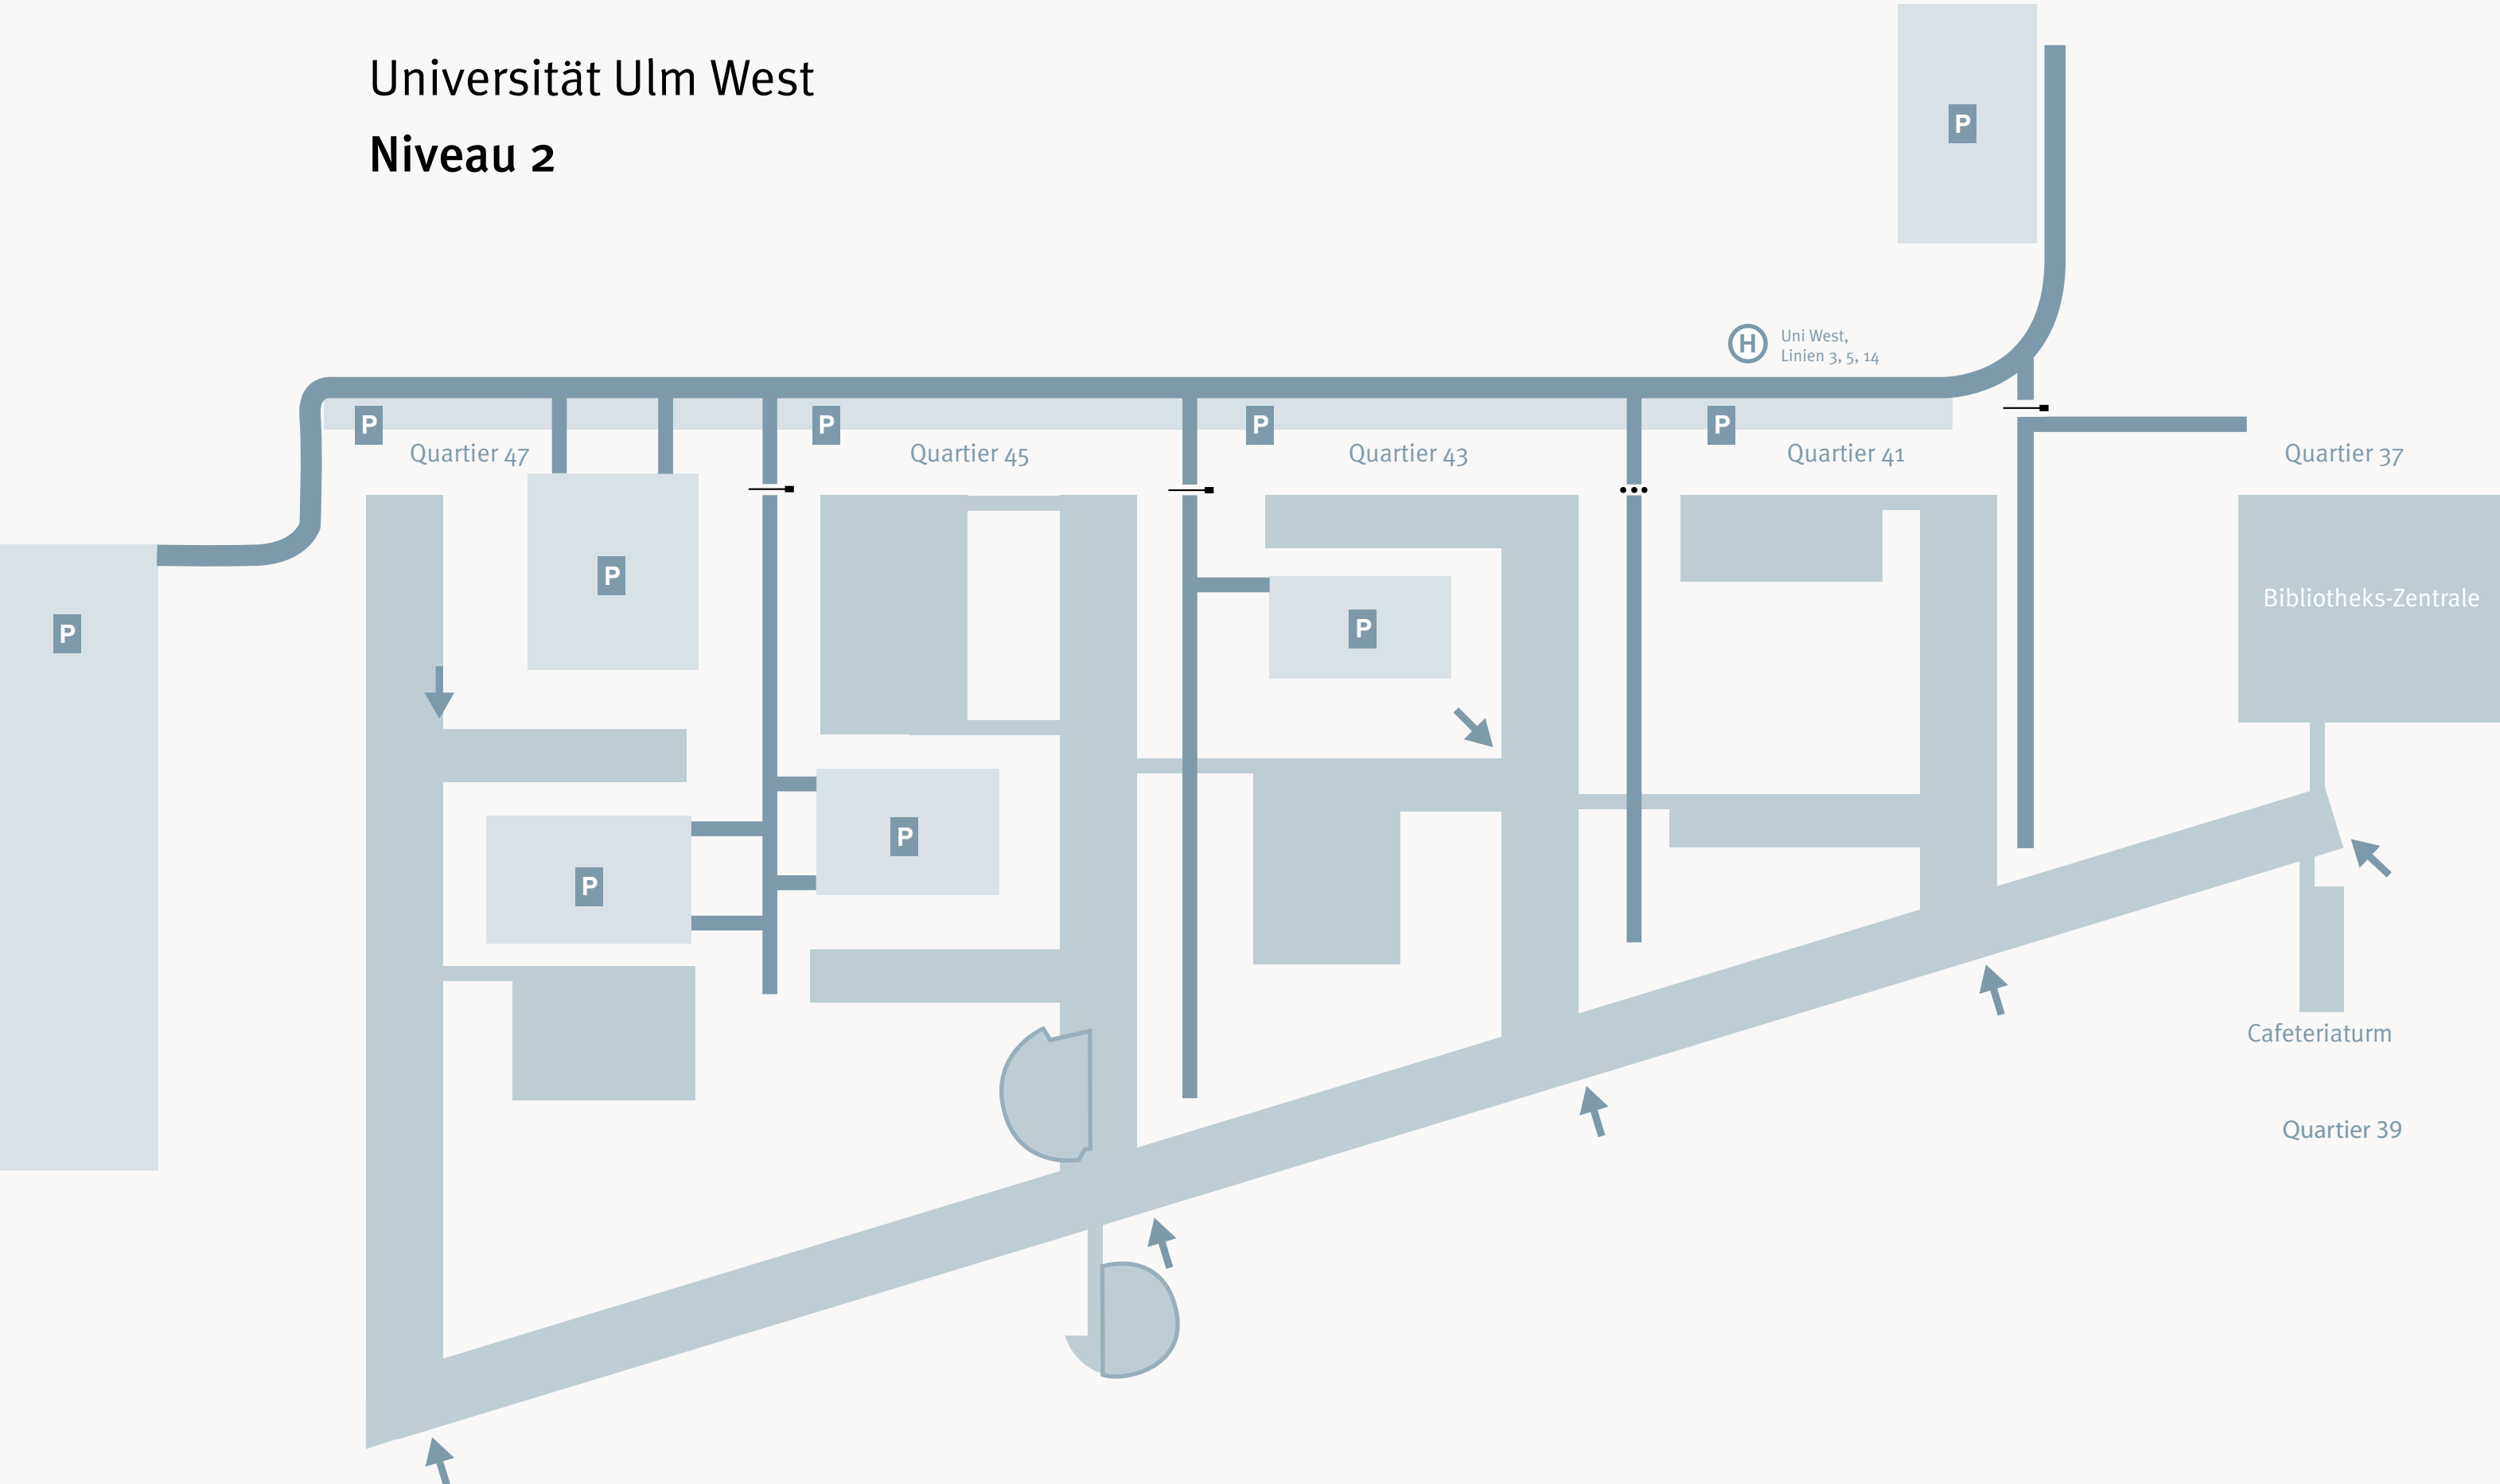 Universität Ulm West
Niveau 2
P
H
Uni West,
Linien 3, 5, 14
P
P
P
P
Quartier 47
Quartier 45
Quartier 43
Quartier 41
Quartier 37
P
Bibliotheks-Zentrale
P
P
P
P
Cafeteriaturm
Quartier 39